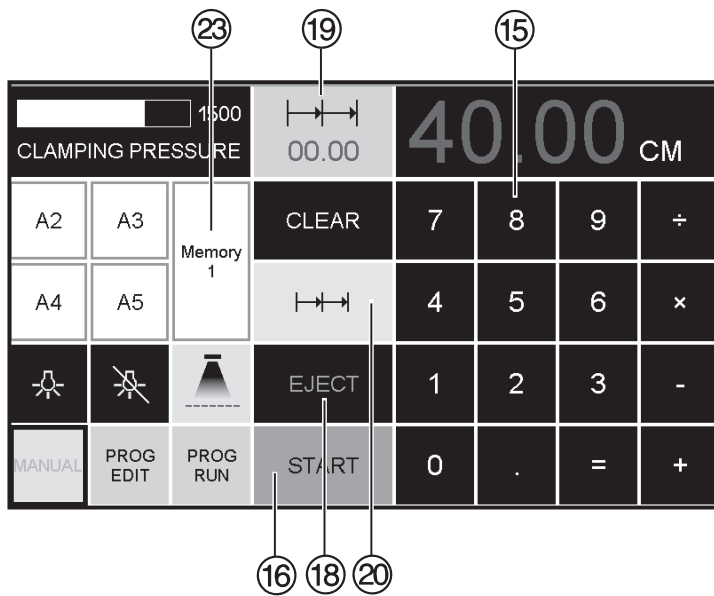 23 19 15
1500
CLAMPING PRESSURE
00.00
40.00 CM
A2 A3
Memory
1
CLEAR 7 8 9 ÷
A4 A5
4 5 6 ×
EJECT 1 2 3 -
MANUAL
PROG
EDIT
PROG
RUN
START 0 . = +
16 18 20